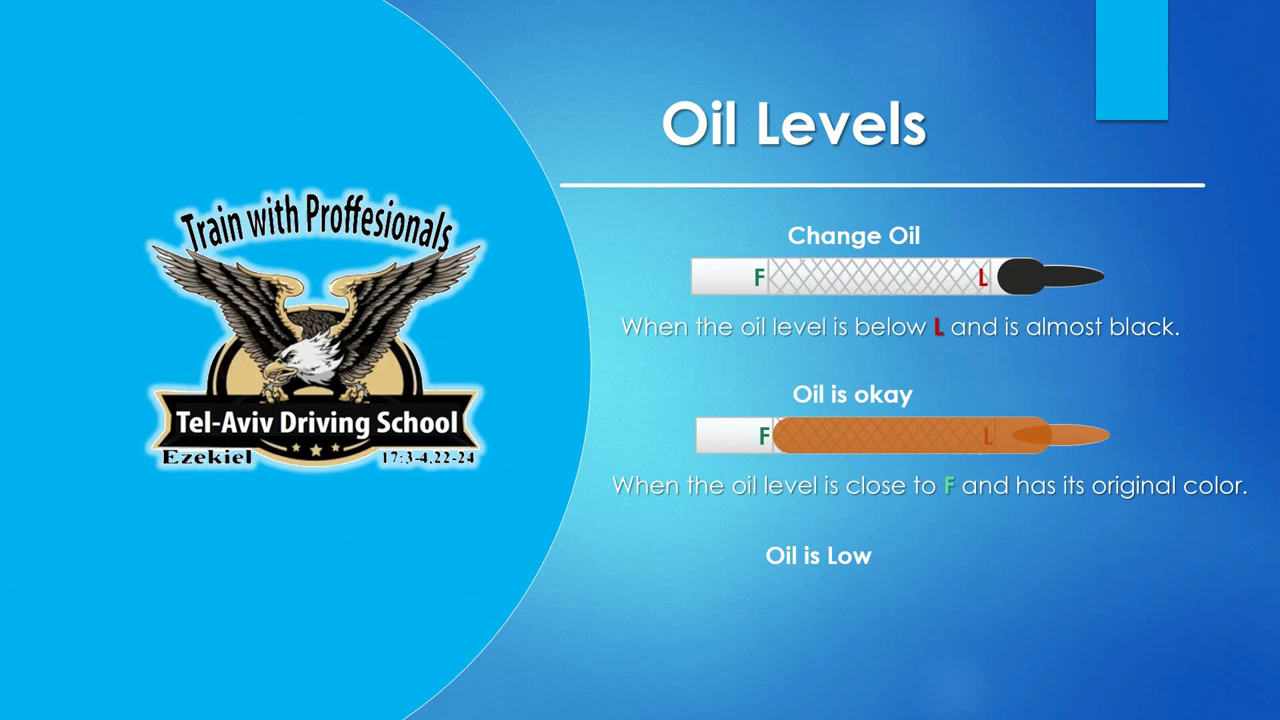 Train with Proffesionals
Tel-Aviv Driving School
Ezekiel 17:3-4,22-24
Oil Levels
Change Oil
F L
When the oil level is below L and is almost black.
Oil is okay
F L
When the oil level is close to F and has its original color.
Oil is Low